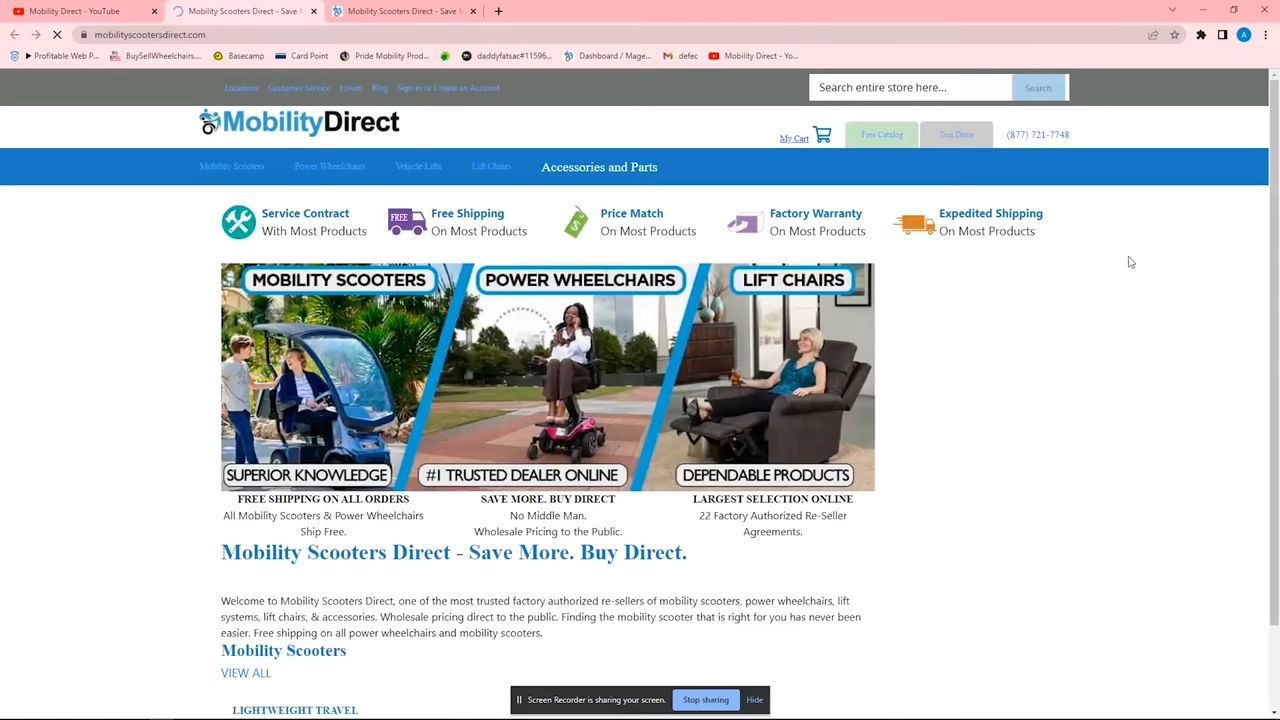 Mobility Direct - YouTube
Mobility Scooters Direct - Save M
Mobility Scooters Direct - Save M
mobilityscootersdirect.com
A
Profitable Web P...
BuySellWheelchairs....
Basecamp
Card Point
Pride Mobility Prod...
daddyfatsac#11596...
Dashboard / Mage...
defec
Mobility Direct - Yo...
Locations
Customer Service
Forum
Blog
Sign in or Create an Account
Search entire store here...
Search
MobilityDirect
My Cart
Free Catalog
Test Drive
(877) 721-7748
Mobility Scooters
Power Wheelchairs
Vehicle Lifts
Lift Chairs
Accessories and Parts
Service Contract
With Most Products
FREE
Free Shipping
On Most Products
$
Price Match
On Most Products
Factory Warranty
On Most Products
Expedited Shipping
On Most Products
MOBILITY SCOOTERS
POWER WHEELCHAIRS
LIFT CHAIRS
SUPERIOR KNOWLEDGE
#1 TRUSTED DEALER ONLINE
DEPENDABLE PRODUCTS
FREE SHIPPING ON ALL ORDERS
All Mobility Scooters & Power Wheelchairs
Ship Free.
SAVE MORE. BUY DIRECT
No Middle Man.
Wholesale Pricing to the Public.
LARGEST SELECTION ONLINE
22 Factory Authorized Re-Seller
Agreements.
Mobility Scooters Direct - Save More. Buy Direct.
Welcome to Mobility Scooters Direct, one of the most trusted factory authorized re-sellers of mobility scooters, power wheelchairs, lift
systems, lift chairs, & accessories. Wholesale pricing direct to the public. Finding the mobility scooter that is right for you has never been
easier. Free shipping on all power wheelchairs and mobility scooters.
Mobility Scooters
VIEW ALL
LIGHTWEIGHT TRAVEL
Screen Recorder is sharing your screen.
Stop sharing
Hide